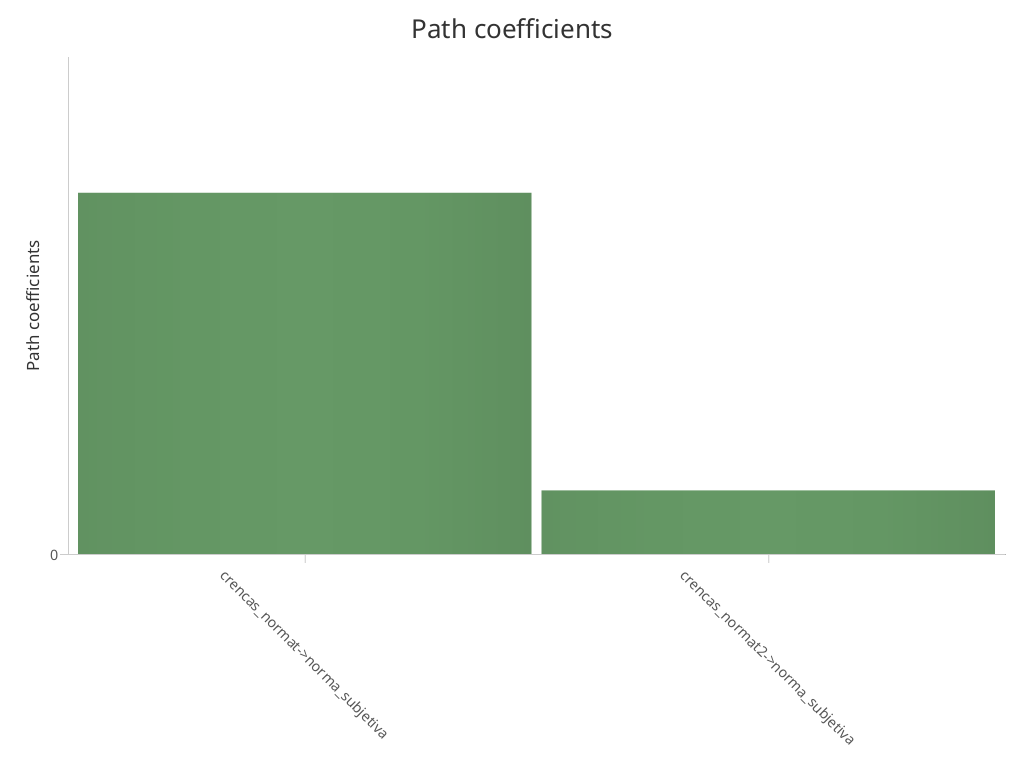 Path coefficients
Path coefficients
0
crencas_normat->norma_subjetiva
crencas_normat2->norma_subjetiva